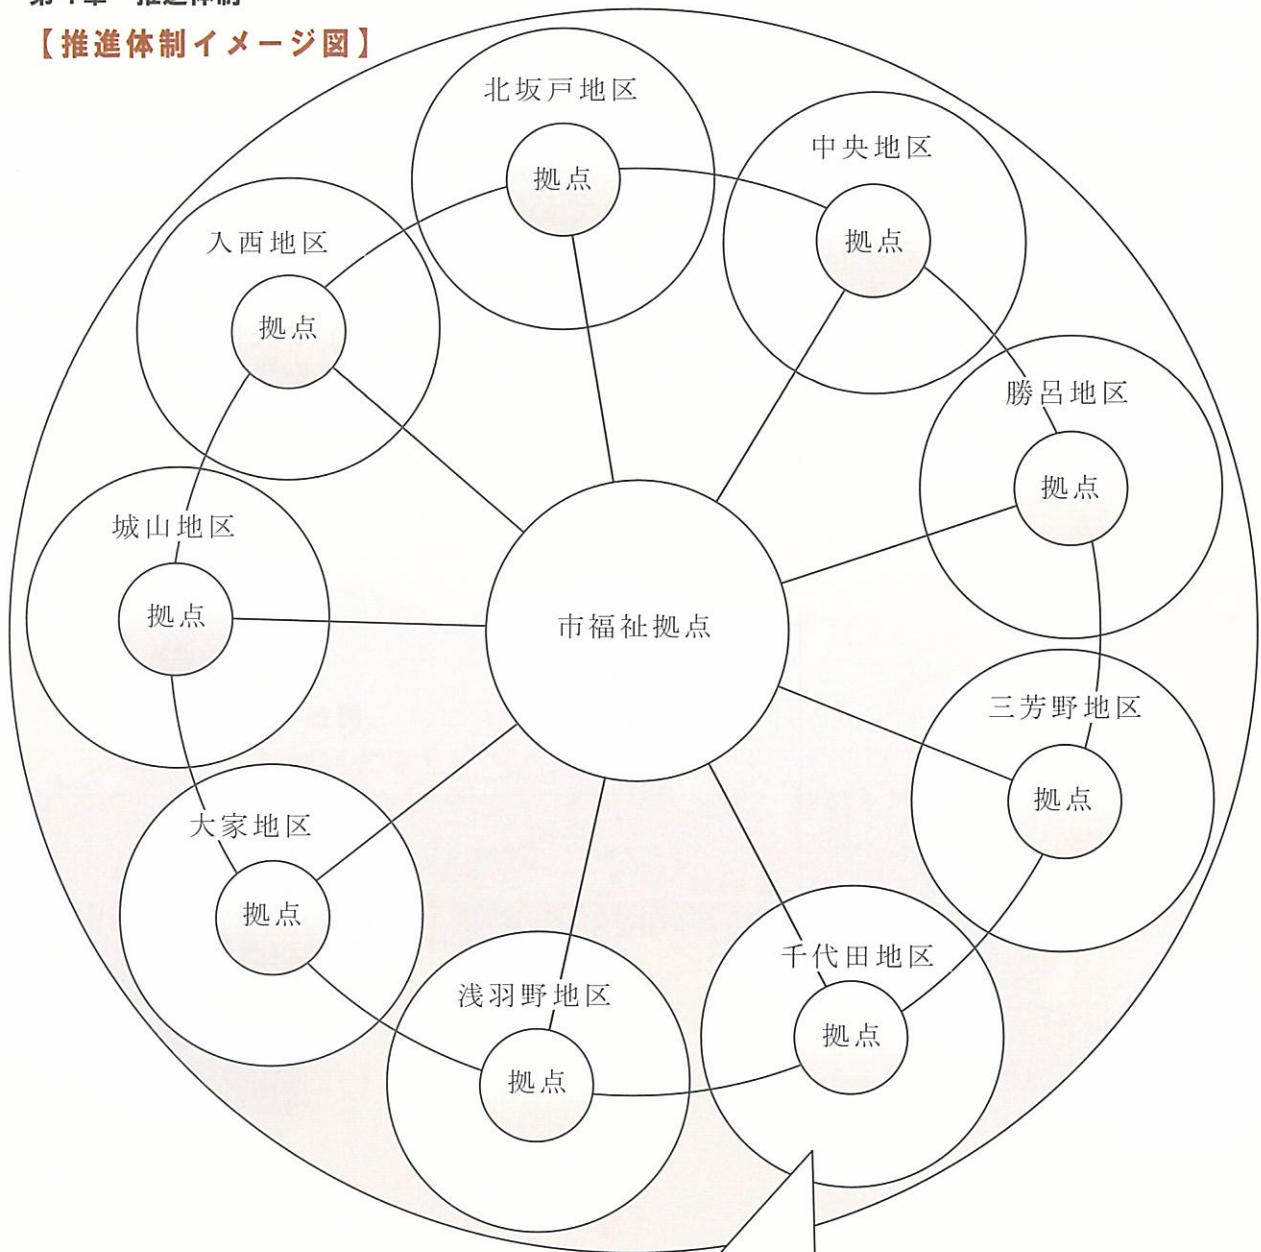 【推進体制イメージ図】
北坂戸地区
拠点
中央地区
拠点
入西地区
拠点
勝呂地区
拠点
城山地区
拠点
市福祉拠点
三芳野地区
拠点
大家地区
拠点
千代田地区
拠点
浅羽野地区
拠点